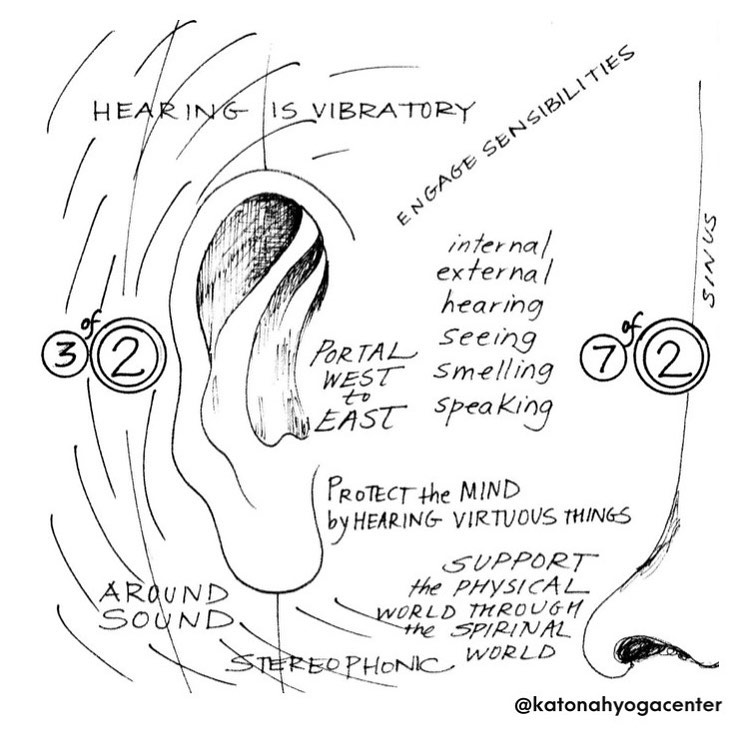 HEARING IS VIBRATORY
ENGAGE SENSIBILITIES
internal
external
hearing
seeing
smelling
speaking
SINUS
3 of 2
7 of 2
PORTAL
WEST
to
EAST
PROTECT the MIND
by HEARING VIRTUOUS THINGS
SUPPORT
the PHYSICAL
WORLD THROUGH
the SPIRINAL
WORLD
AROUND
SOUND
STEREOPHONIC
@katonahyogacenter